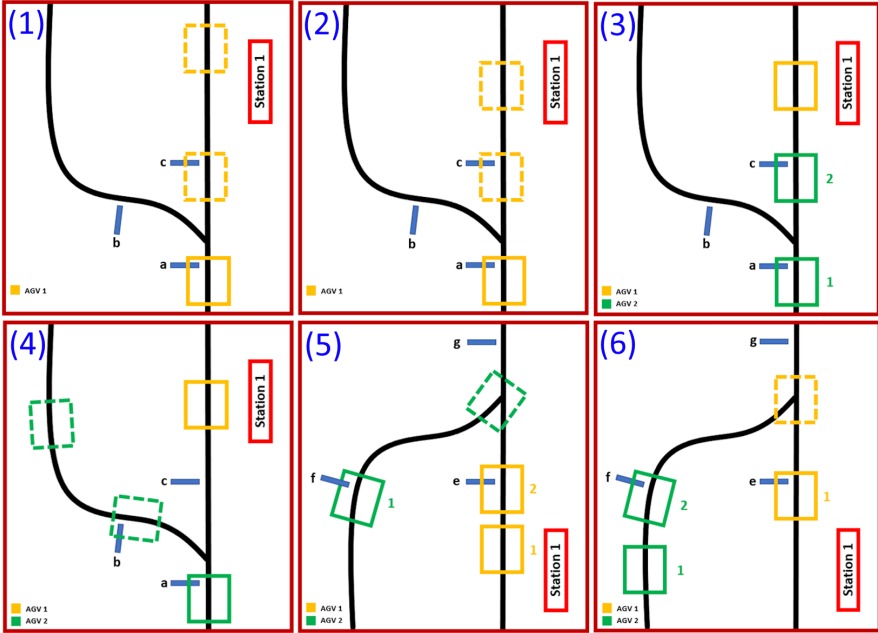 (1)
Station 1
c
b
a
AGV 1
(2)
Station 1
c
b
a
AGV 1
(3)
Station 1
c
2
b
a
1
AGV 1
AGV 2
(4)
Station 1
c
b
a
AGV 1
AGV 2
(5)
g
f
1
e
2
1
Station 1
AGV 1
AGV 2
(6)
g
f
2
e
1
1
Station 1
AGV 1
AGV 2